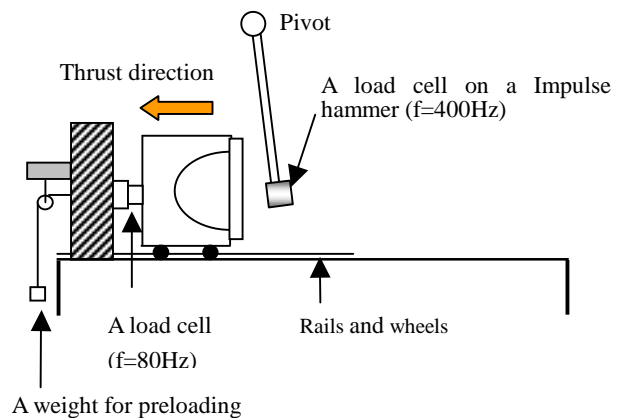 Pivot
Thrust direction
A load cell on a Impulse
hammer (f=400Hz)
A load cell
(f=80Hz)
Rails and wheels
A weight for preloading